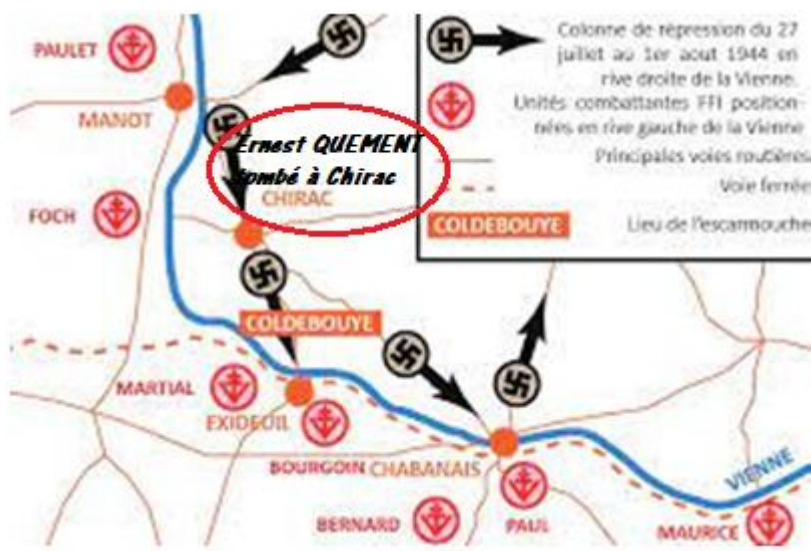 PAULET
MANOT
FOCH
Ernest QUEMENT
tombé à Chirac
CHIRAC
COLDEBOUYE
MARTIAL
EXIDEUIL
BOURGOIN
CHABANAIS
BERNARD
PAUL
MAURICE
VIENNE
Colonne de répression du 27
juillet au 1er aout 1944 en
rive droite de la Vienne.
Unités combattantes FFI position-
nées en rive gauche de la Vienne
Principales voies routières
Voie ferrée
COLDEBOUYE
Lieu de l'escarmouche